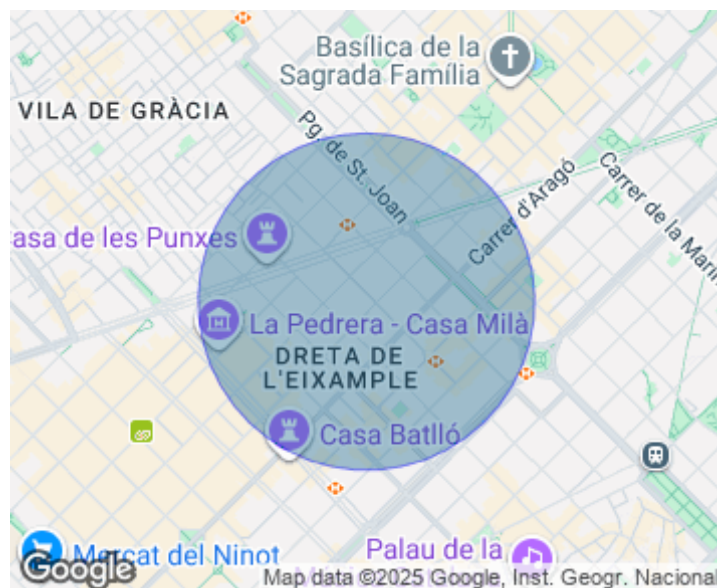 Basílica de la
Sagrada Família
VILA DE GRÀCIA
Pg. de St. Joan
Carrer d'Aragó
Carrer de la Marin
asa de les Punxes
La Pedrera - Casa Milà
DRETA DE
L'EIXAMPLE
Casa Batlló
Mercat del Ninot
Palau de la
Google
Map data ©2025 Google, Inst. Geogr. Nacional